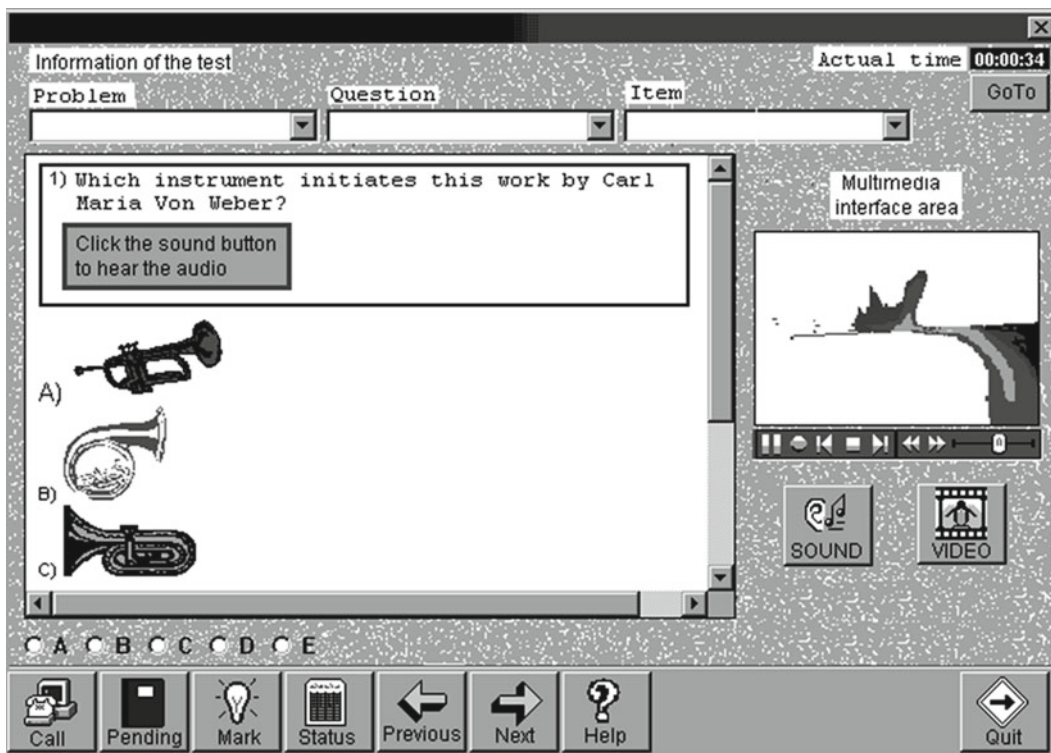 Information of the test
Actual time 00:00:34
GoTo
Problem
Question
Item
1) Which instrument initiates this work by Carl
Maria Von Weber?
Click the sound button
to hear the audio
A)
B)
C)
Multimedia
interface area
SOUND
VIDEO
A B C D E
Call
Pending
Mark
Status
Previous
Next
Help
Quit